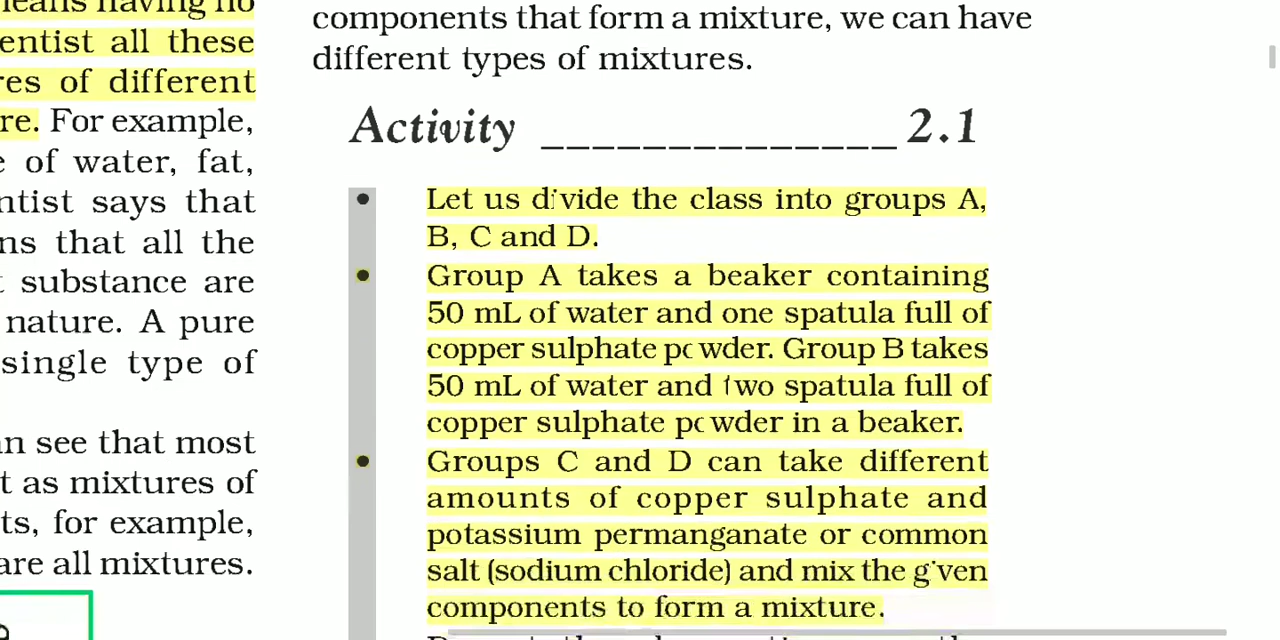 entist all these
of different
For example,
of water, fat,
says that
that all the
substance are
nature. A pure
single type of
see that most
as mixtures of
for example,
are all mixtures.
components that form a mixture, we can have
different types of mixtures.
Activity ______________ 2.1
• Let us divide the class into groups A,
B, C and D.
• Group A takes a beaker containing
50 mL of water and one spatula full of
copper sulphate powder. Group B takes
50 mL of water and two spatula full of
copper sulphate powder in a beaker.
• Groups C and D can take different
amounts of copper sulphate and
potassium permanganate or common
salt (sodium chloride) and mix the given
components to form a mixture.